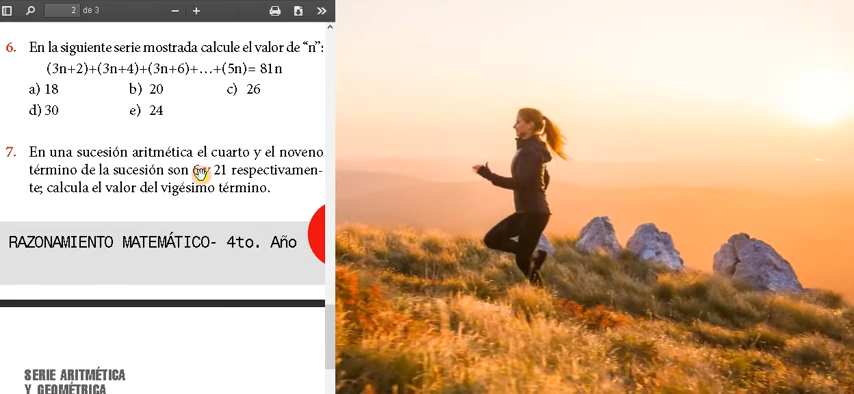 2 de 3
6. En la siguiente serie mostrada calcule el valor de “n”:
(3n+2)+(3n+4)+(3n+6)+…+(5n)= 81n
a) 18 b) 20 c) 26
d) 30 e) 24
7. En una sucesión aritmética el cuarto y el noveno
término de la sucesión son 21 respectivamen-
te; calcula el valor del vigésimo término.
RAZONAMIENTO MATEMÁTICO- 4to. Año
SERIE ARITMÉTICA
Y GEOMÉTRICA